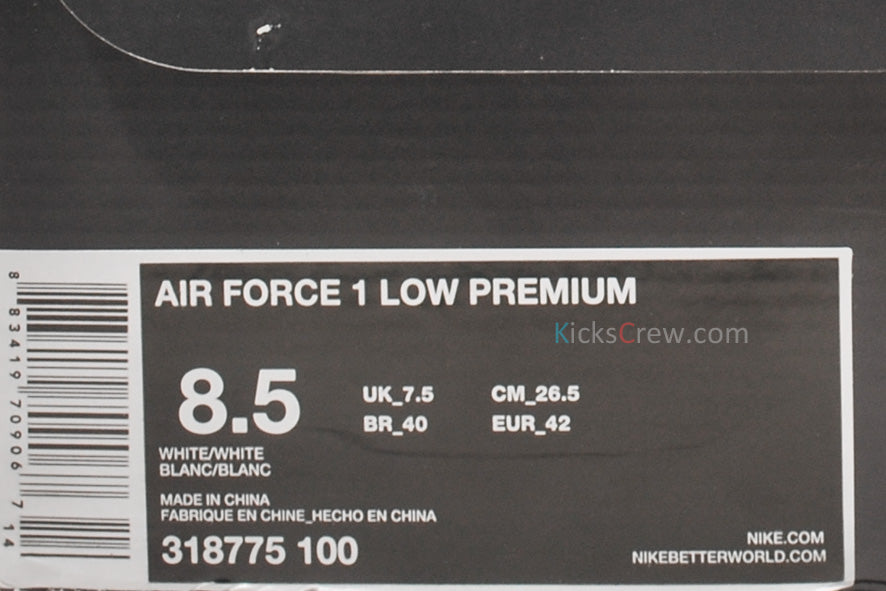 AIR FORCE 1 LOW PREMIUM
KicksCrew.com
8.5
UK_7.5 CM_26.5
BR_40 EUR_42
WHITE/WHITE
BLANC/BLANC
MADE IN CHINA
FABRIQUE EN CHINE_HECHO EN CHINA
318775 100
NIKE.COM
NIKEBETTERWORLD.COM
8 83419 70906 7 14